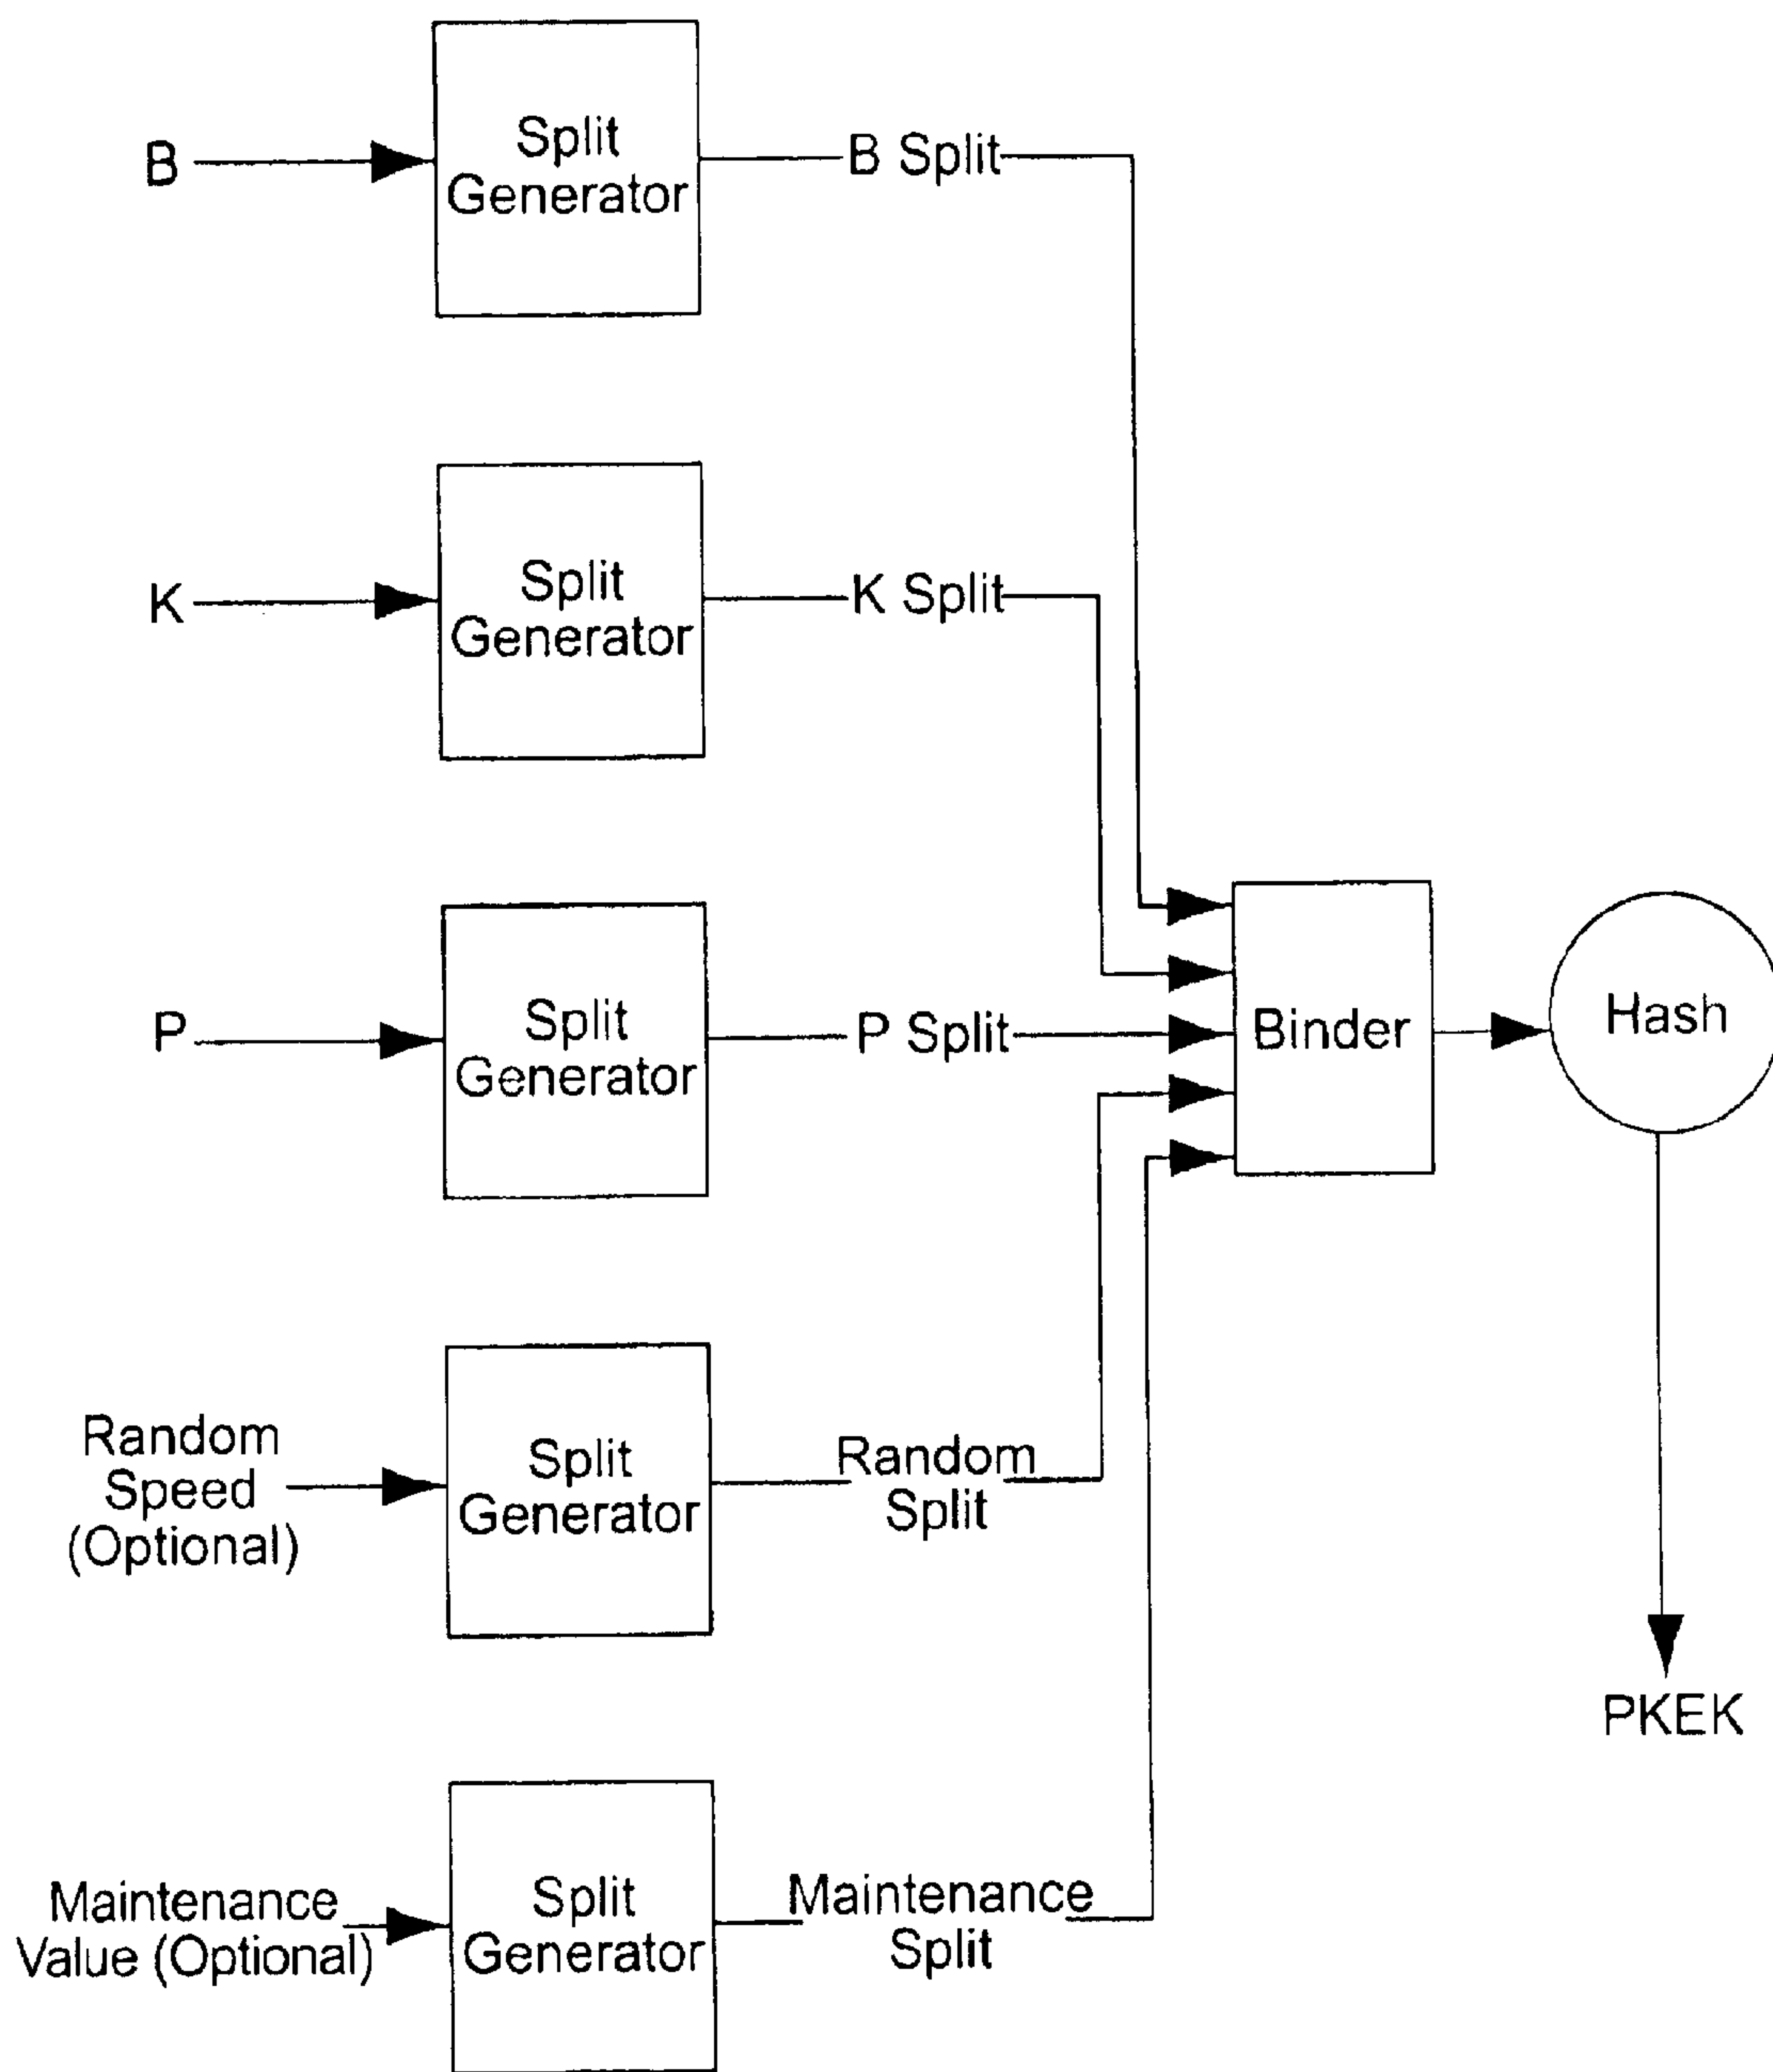 B
Split
Generator
B Split
K
Split
Generator
K Split
P
Split
Generator
P Split
Binder
Hash
Random
Speed
(Optional)
Split
Generator
Random
Split
PKEK
Maintenance
Value (Optional)
Split
Generator
Maintenance
Split